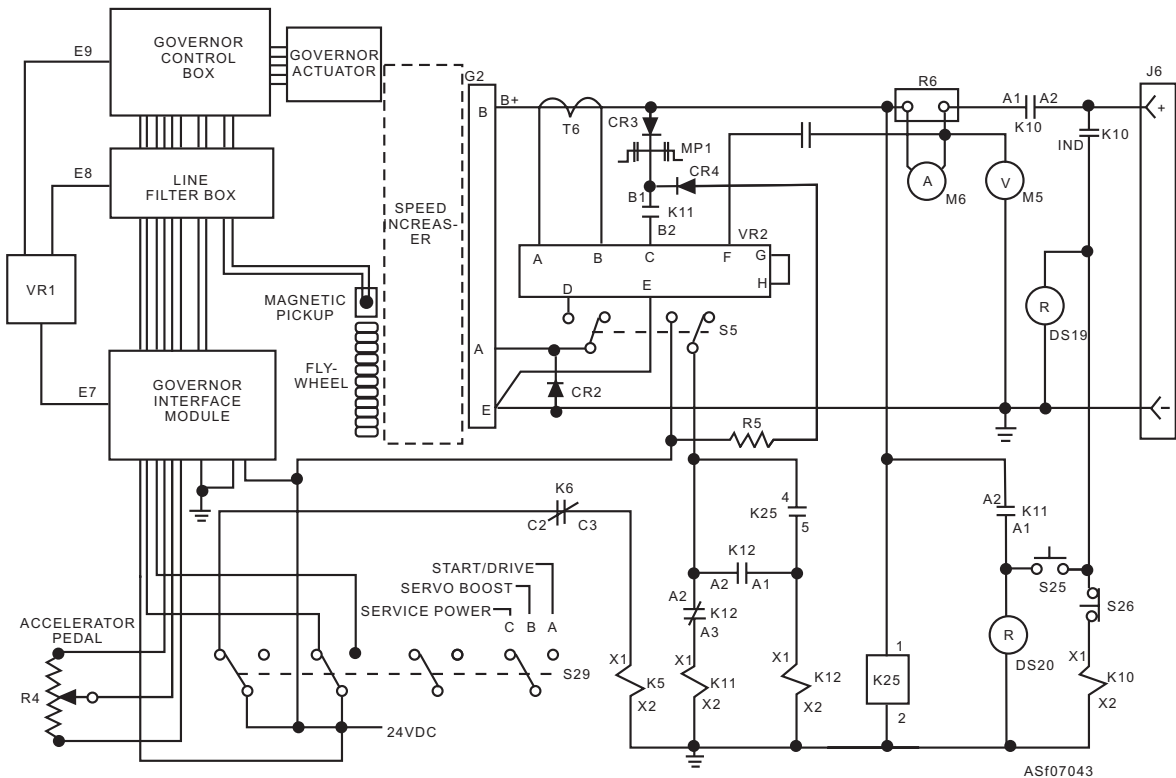 E9
GOVERNOR
CONTROL
BOX
GOVERNOR
ACTUATOR
G2
B
B+
T6
CR3
MP1
CR4
B1
K11
B2
R6
A1 A2
K10
J6
+
IND
K10
A
M6
V
M5
E8
LINE
FILTER BOX
SPEED
INCREAS-
ER
VR2
A
B
C
F
G
H
D
E
VR1
MAGNETIC
PICKUP
S5
R
DS19
E7
GOVERNOR
INTERFACE
MODULE
FLY-
WHEEL
A
CR2
E
-
R5
K6
C2
C3
4
K25
5
A2
K11
A1
START/DRIVE
SERVO BOOST
SERVICE POWER
C B A
K12
A2 A1
A2
K12
A3
S25
S26
ACCELERATOR
PEDAL
R4
S29
X1
K5
X2
X1
K11
X2
X1
K12
X2
1
K25
2
R
DS20
X1
K10
X2
24VDC
ASf07043